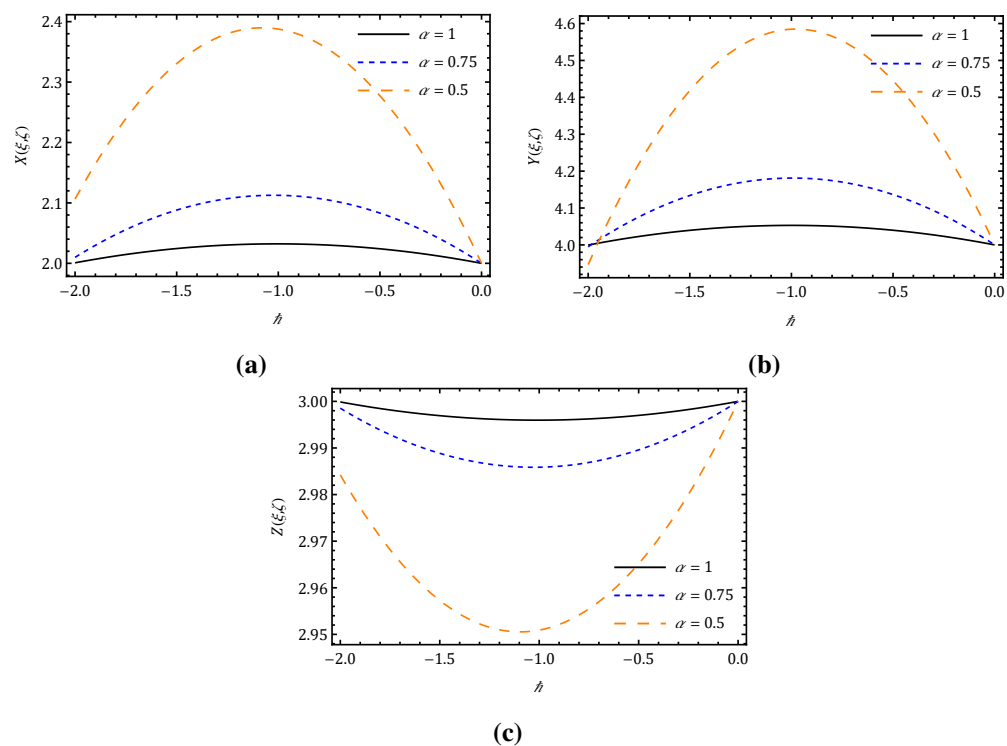 2.4
2.3
2.2
2.1
2.0
X(ξ,ζ)
α = 1
α = 0.75
α = 0.5
−2.0 −1.5 −1.0 −0.5 0.0
ℏ
(a)
4.6
4.5
4.4
4.3
4.2
4.1
4.0
Y(ξ,ζ)
α = 1
α = 0.75
α = 0.5
−2.0 −1.5 −1.0 −0.5 0.0
ℏ
(b)
3.00
2.99
2.98
2.97
2.96
2.95
Z(ξ,ζ)
α = 1
α = 0.75
α = 0.5
−2.0 −1.5 −1.0 −0.5 0.0
ℏ
(c)